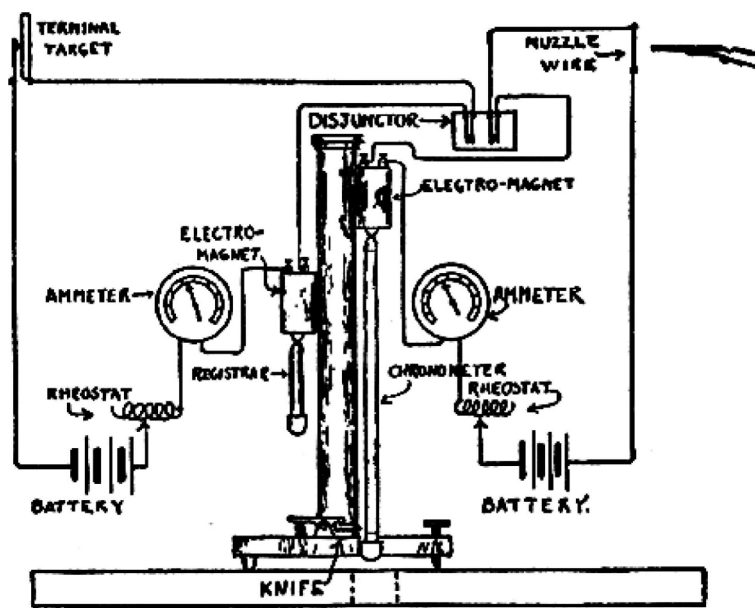 TERMINAL
TARGET
MUZZLE
WIRE
DISJUNCTOR
ELECTRO-MAGNET
ELECTRO-
MAGNET
AMMETER
AMMETER
REGISTRAR
CHRONOMETER
RHEOSTAT
RHEOSTAT
BATTERY
BATTERY.
KNIFE